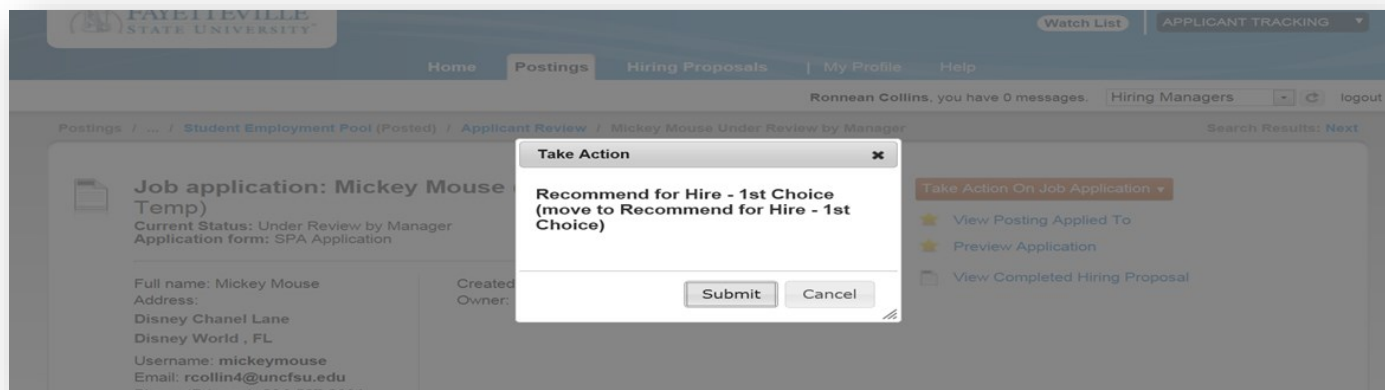 FAYETTEVILLE
STATE UNIVERSITY
Watch List
APPLICANT TRACKING
Home Postings Hiring Proposals | My Profile Help
Ronnean Collins, you have 0 messages. Hiring Managers logout
Postings / ... / Student Employment Pool (Posted) / Applicant Review / Mickey Mouse Under Review by Manager Search Results: Next
Take Action
Recommend for Hire - 1st Choice
(move to Recommend for Hire - 1st
Choice)
Submit Cancel
Job application: Mickey Mouse
Temp)
Current Status: Under Review by Manager
Application form: SPA Application
Full name: Mickey Mouse
Address:
Disney Chanel Lane
Disney World , FL
Username: mickeymouse
Email: rcollin4@uncfsu.edu
Created
Owner:
Take Action On Job Application
View Posting Applied To
Preview Application
View Completed Hiring Proposal